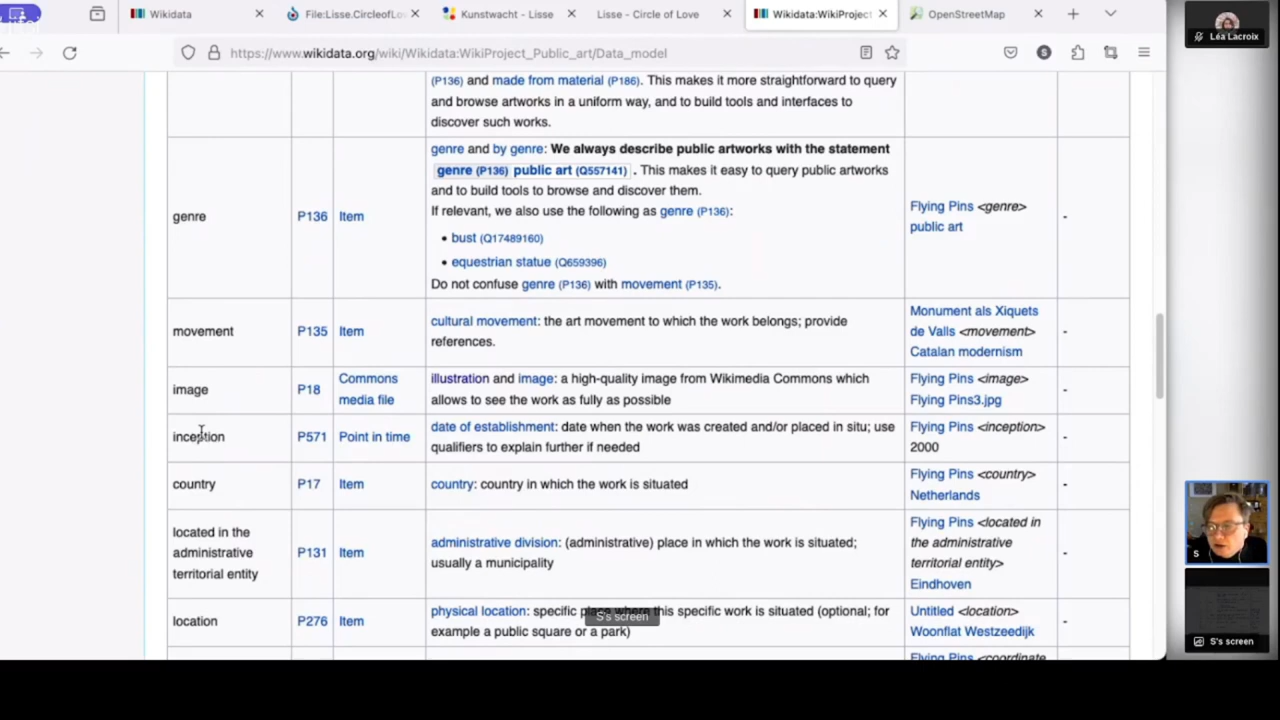 Wikidata
File:Lisse.CircleofLo
Kunstwacht - Lisse
Lisse - Circle of Love
Wikidata:WikiProject
OpenStreetMap
https://www.wikidata.org/wiki/Wikidata:WikiProject_Public_art/Data_model
S
(P136) and made from material (P186). This makes it more straightforward to query
and browse artworks in a uniform way, and to build tools and interfaces to
discover such works.
genre
P136
Item
genre and by genre: We always describe public artworks with the statement
genre (P136) public art (Q557141) . This makes it easy to query public artworks
and to build tools to browse and discover them.
If relevant, we also use the following as genre (P136):
• bust (Q17489160)
• equestrian statue (Q659396)
Do not confuse genre (P136) with movement (P135).
Flying Pins <genre>
public art
-
movement
P135
Item
cultural movement: the art movement to which the work belongs; provide
references.
Monument als Xiquets
de Valls <movement>
Catalan modernism
-
image
P18
Commons
media file
illustration and image: a high-quality image from Wikimedia Commons which
allows to see the work as fully as possible
Flying Pins <image>
Flying Pins3.jpg
-
inception
P571
Point in time
date of establishment: date when the work was created and/or placed in situ; use
qualifiers to explain further if needed
Flying Pins <inception>
2000
-
country
P17
Item
country: country in which the work is situated
Flying Pins <country>
Netherlands
-
located in the
administrative
territorial entity
P131
Item
administrative division: (administrative) place in which the work is situated;
usually a municipality
Flying Pins <located in
the administrative
territorial entity>
Eindhoven
-
location
P276
Item
physical location: specific place where this specific work is situated (optional; for
example a public square or a park)
Untitled <location>
Woonflat Westzeedijk
-
Flying Pins <coordinate
S's screen
Léa Lacroix
S
S's screen